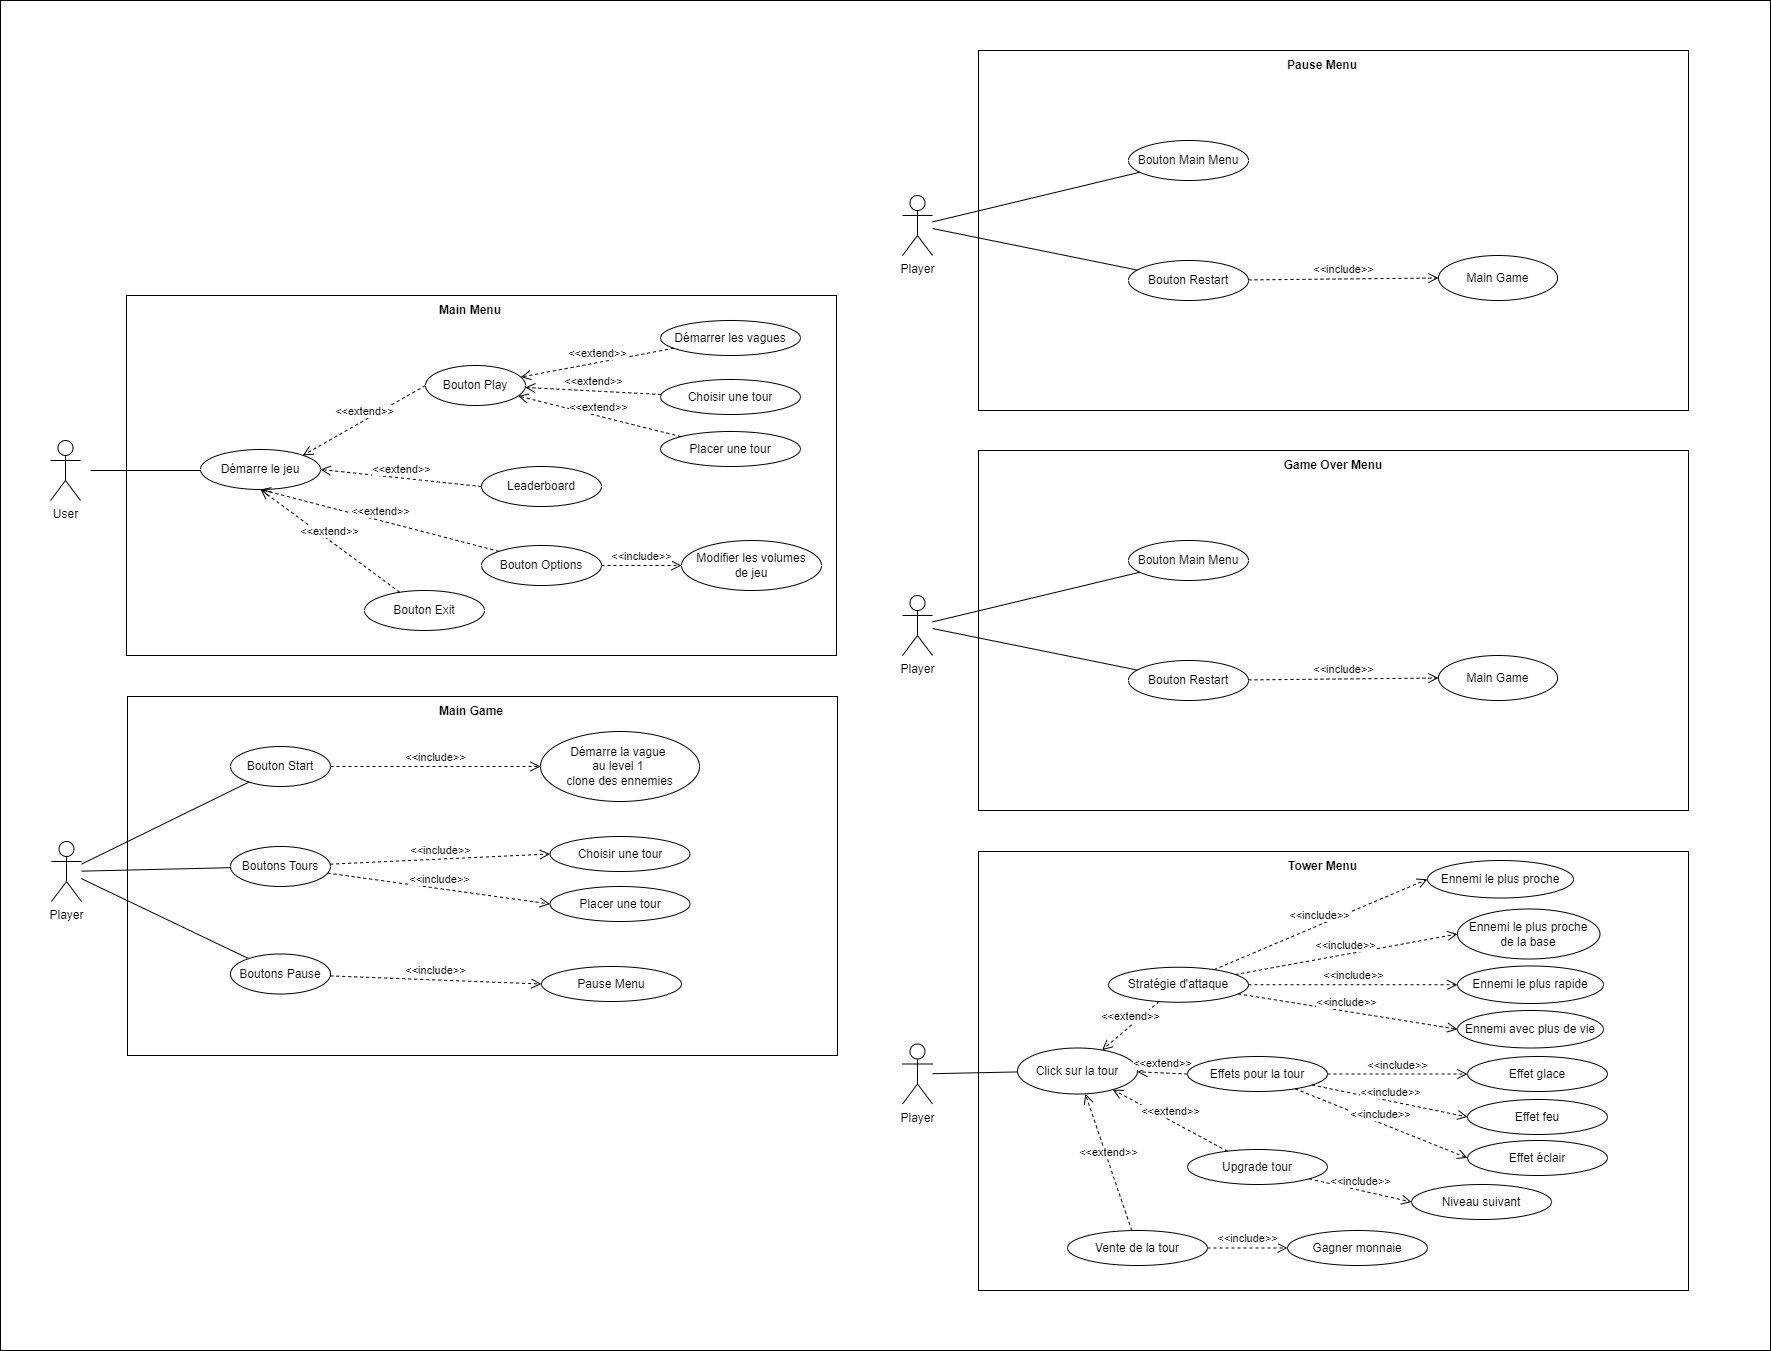 Main Menu
Démarrer les vagues
<<extend>>
Bouton Play
<<extend>>
Choisir une tour
<<extend>>
<<extend>>
Placer une tour
User
Démarre le jeu
<<extend>>
Leaderboard
<<extend>>
<<extend>>
Bouton Options
<<include>>
Modifier les volumes
de jeu
Bouton Exit
Main Game
Bouton Start
<<include>>
Démarre la vague
au level 1
clone des ennemies
Player
Boutons Tours
<<include>>
Choisir une tour
<<include>>
Placer une tour
Boutons Pause
<<include>>
Pause Menu
Pause Menu
Bouton Main Menu
Player
Bouton Restart
<<include>>
Main Game
Game Over Menu
Bouton Main Menu
Player
Bouton Restart
<<include>>
Main Game
Tower Menu
Ennemi le plus proche
<<include>>
Ennemi le plus proche
de la base
<<include>>
Stratégie d'attaque
<<include>>
Ennemi le plus rapide
<<include>>
Ennemi avec plus de vie
<<extend>>
Player
Click sur la tour
<<extend>>
Effets pour la tour
<<include>>
Effet glace
<<include>>
Effet feu
<<include>>
Effet éclair
<<extend>>
Upgrade tour
<<include>>
Niveau suivant
<<extend>>
Vente de la tour
<<include>>
Gagner monnaie